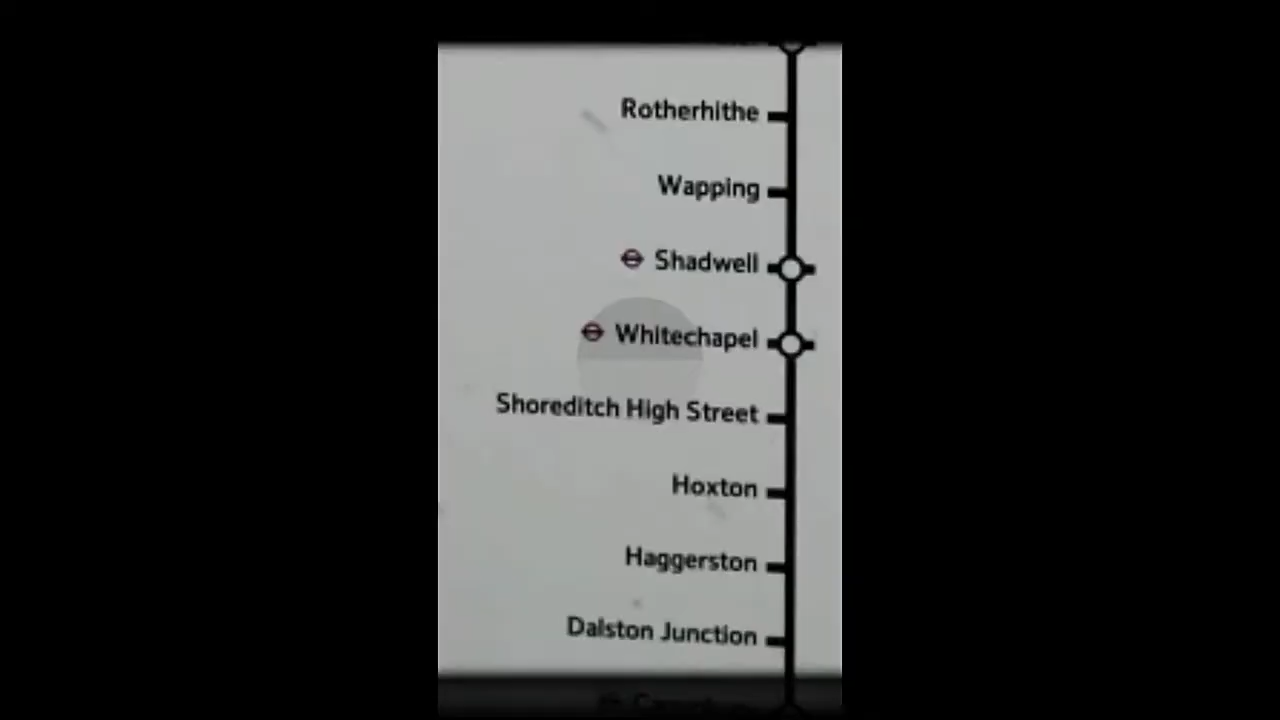 Rotherhithe
Wapping
Shadwell
Whitechapel
Shoreditch High Street
Hoxton
Haggerston
Dalston Junction